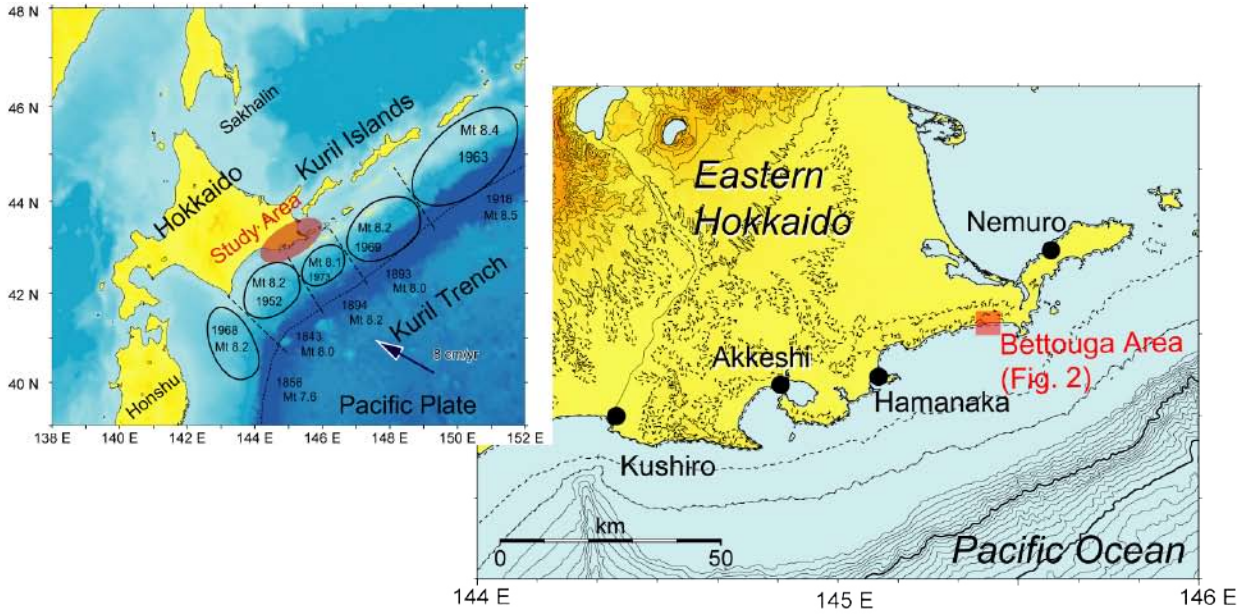 48 N
46 N
44 N
42 N
40 N
138 E
140 E
142 E
144 E
146 E
148 E
150 E
152 E
Sakhalin
Kuril Islands
Hokkaido
Study Area
Honshu
Kuril Trench
Pacific Plate
8 cm/yr
Mt 8.4
1963
1918
Mt 8.5
Mt 8.2
1969
Mt 8.1
1973
1893
Mt 8.0
Mt 8.2
1952
1894
Mt 8.2
1968
Mt 8.2
1843
Mt 8.0
1856
Mt 7.6
Eastern
Hokkaido
Nemuro
Bettouga Area
(Fig. 2)
Akkeshi
Hamanaka
Kushiro
km
0
50
Pacific Ocean
144 E
145 E
146 E